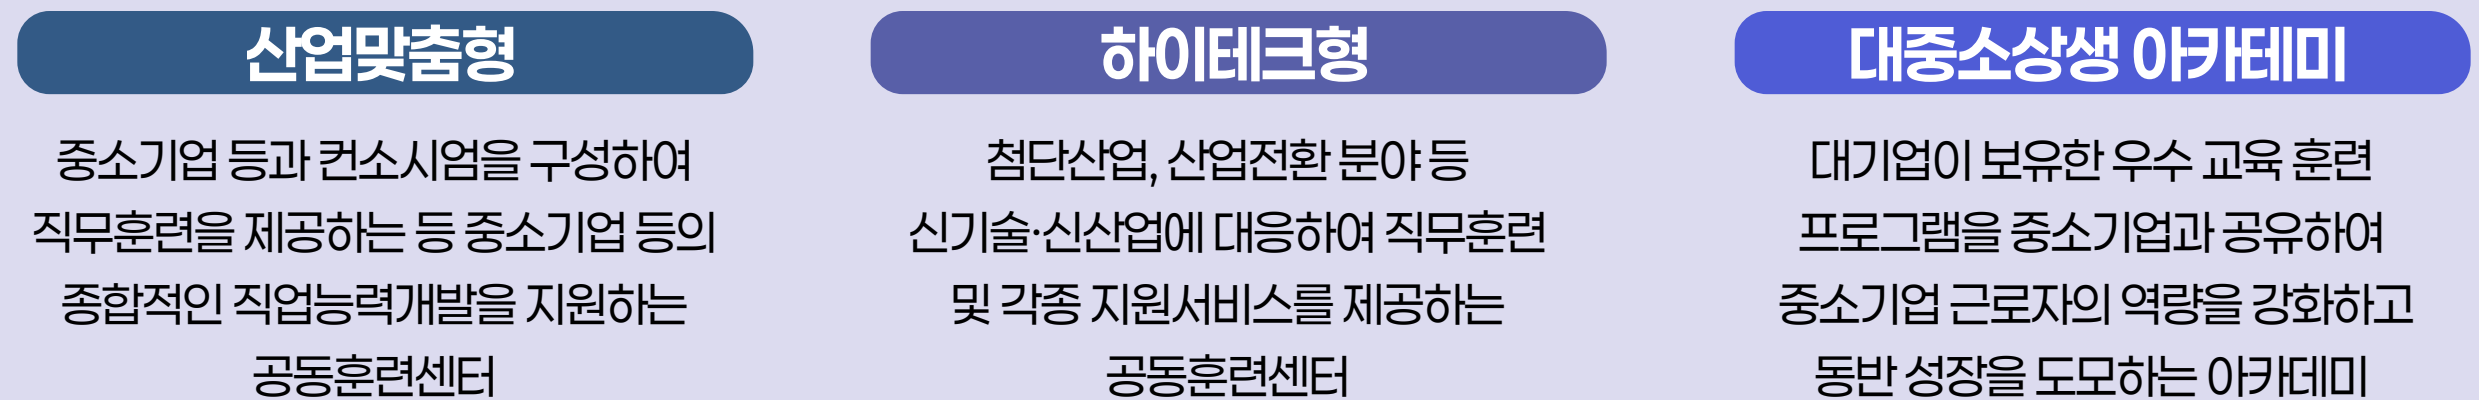 산업맞춤형
중소기업 등과 컨소시엄을 구성하여
직무훈련을 제공하는 등 중소기업 등의
종합적인 직업능력개발을 지원하는
공동훈련센터
하이테크형
첨단산업, 산업전환 분야 등
신기술·신산업에 대응하여 직무훈련
및 각종 지원서비스를 제공하는
공동훈련센터
대중소상생 아카데미
대기업이 보유한 우수 교육 훈련
프로그램을 중소기업과 공유하여
중소기업 근로자의 역량을 강화하고
동반 성장을 도모하는 아카데미